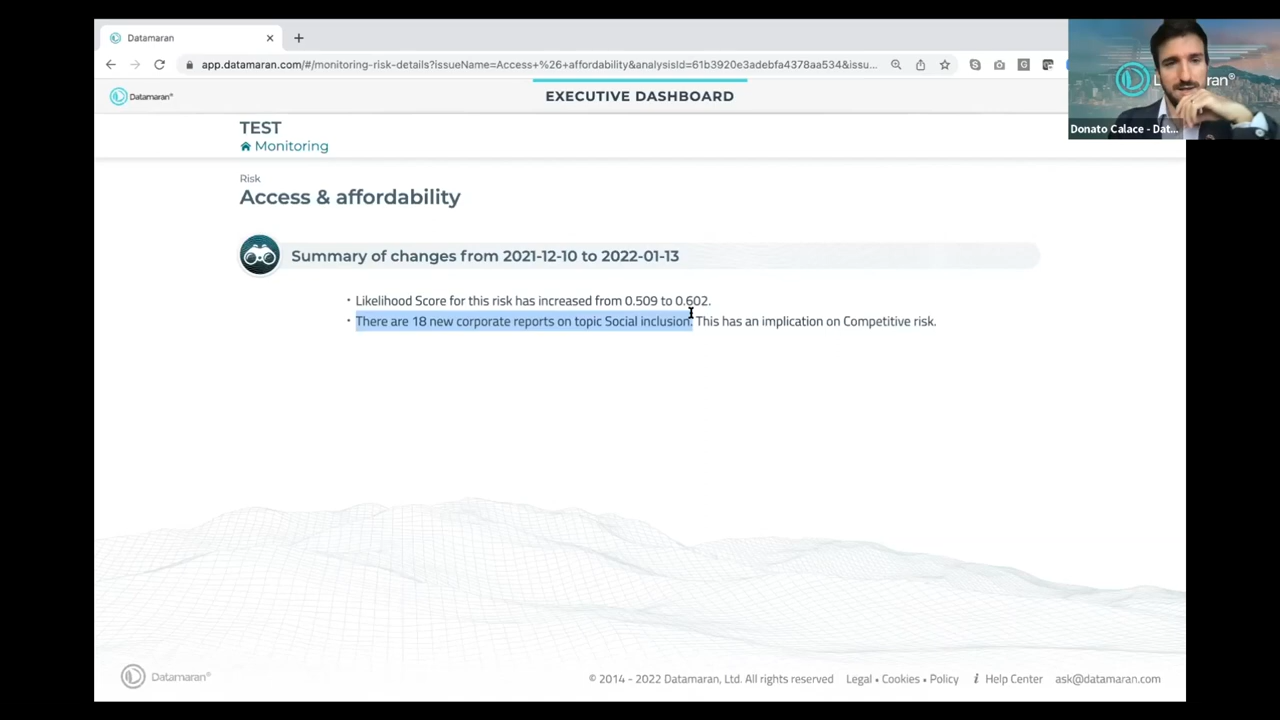 Datamaran
app.datamaran.com/#/monitoring-risk-details?issueName=Access+%26+affordability&analysisId=61b3920e3adebfa4378aa534&issu...
Datamaran®
EXECUTIVE DASHBOARD
Donato Calace - Dat...
TEST
Monitoring
Risk
Access & affordability
Summary of changes from 2021-12-10 to 2022-01-13
• Likelihood Score for this risk has increased from 0.509 to 0.602.
• There are 18 new corporate reports on topic Social inclusion. This has an implication on Competitive risk.
Datamaran®
© 2014 - 2022 Datamaran, Ltd. All rights reserved Legal • Cookies • Policy i Help Center ask@datamaran.com